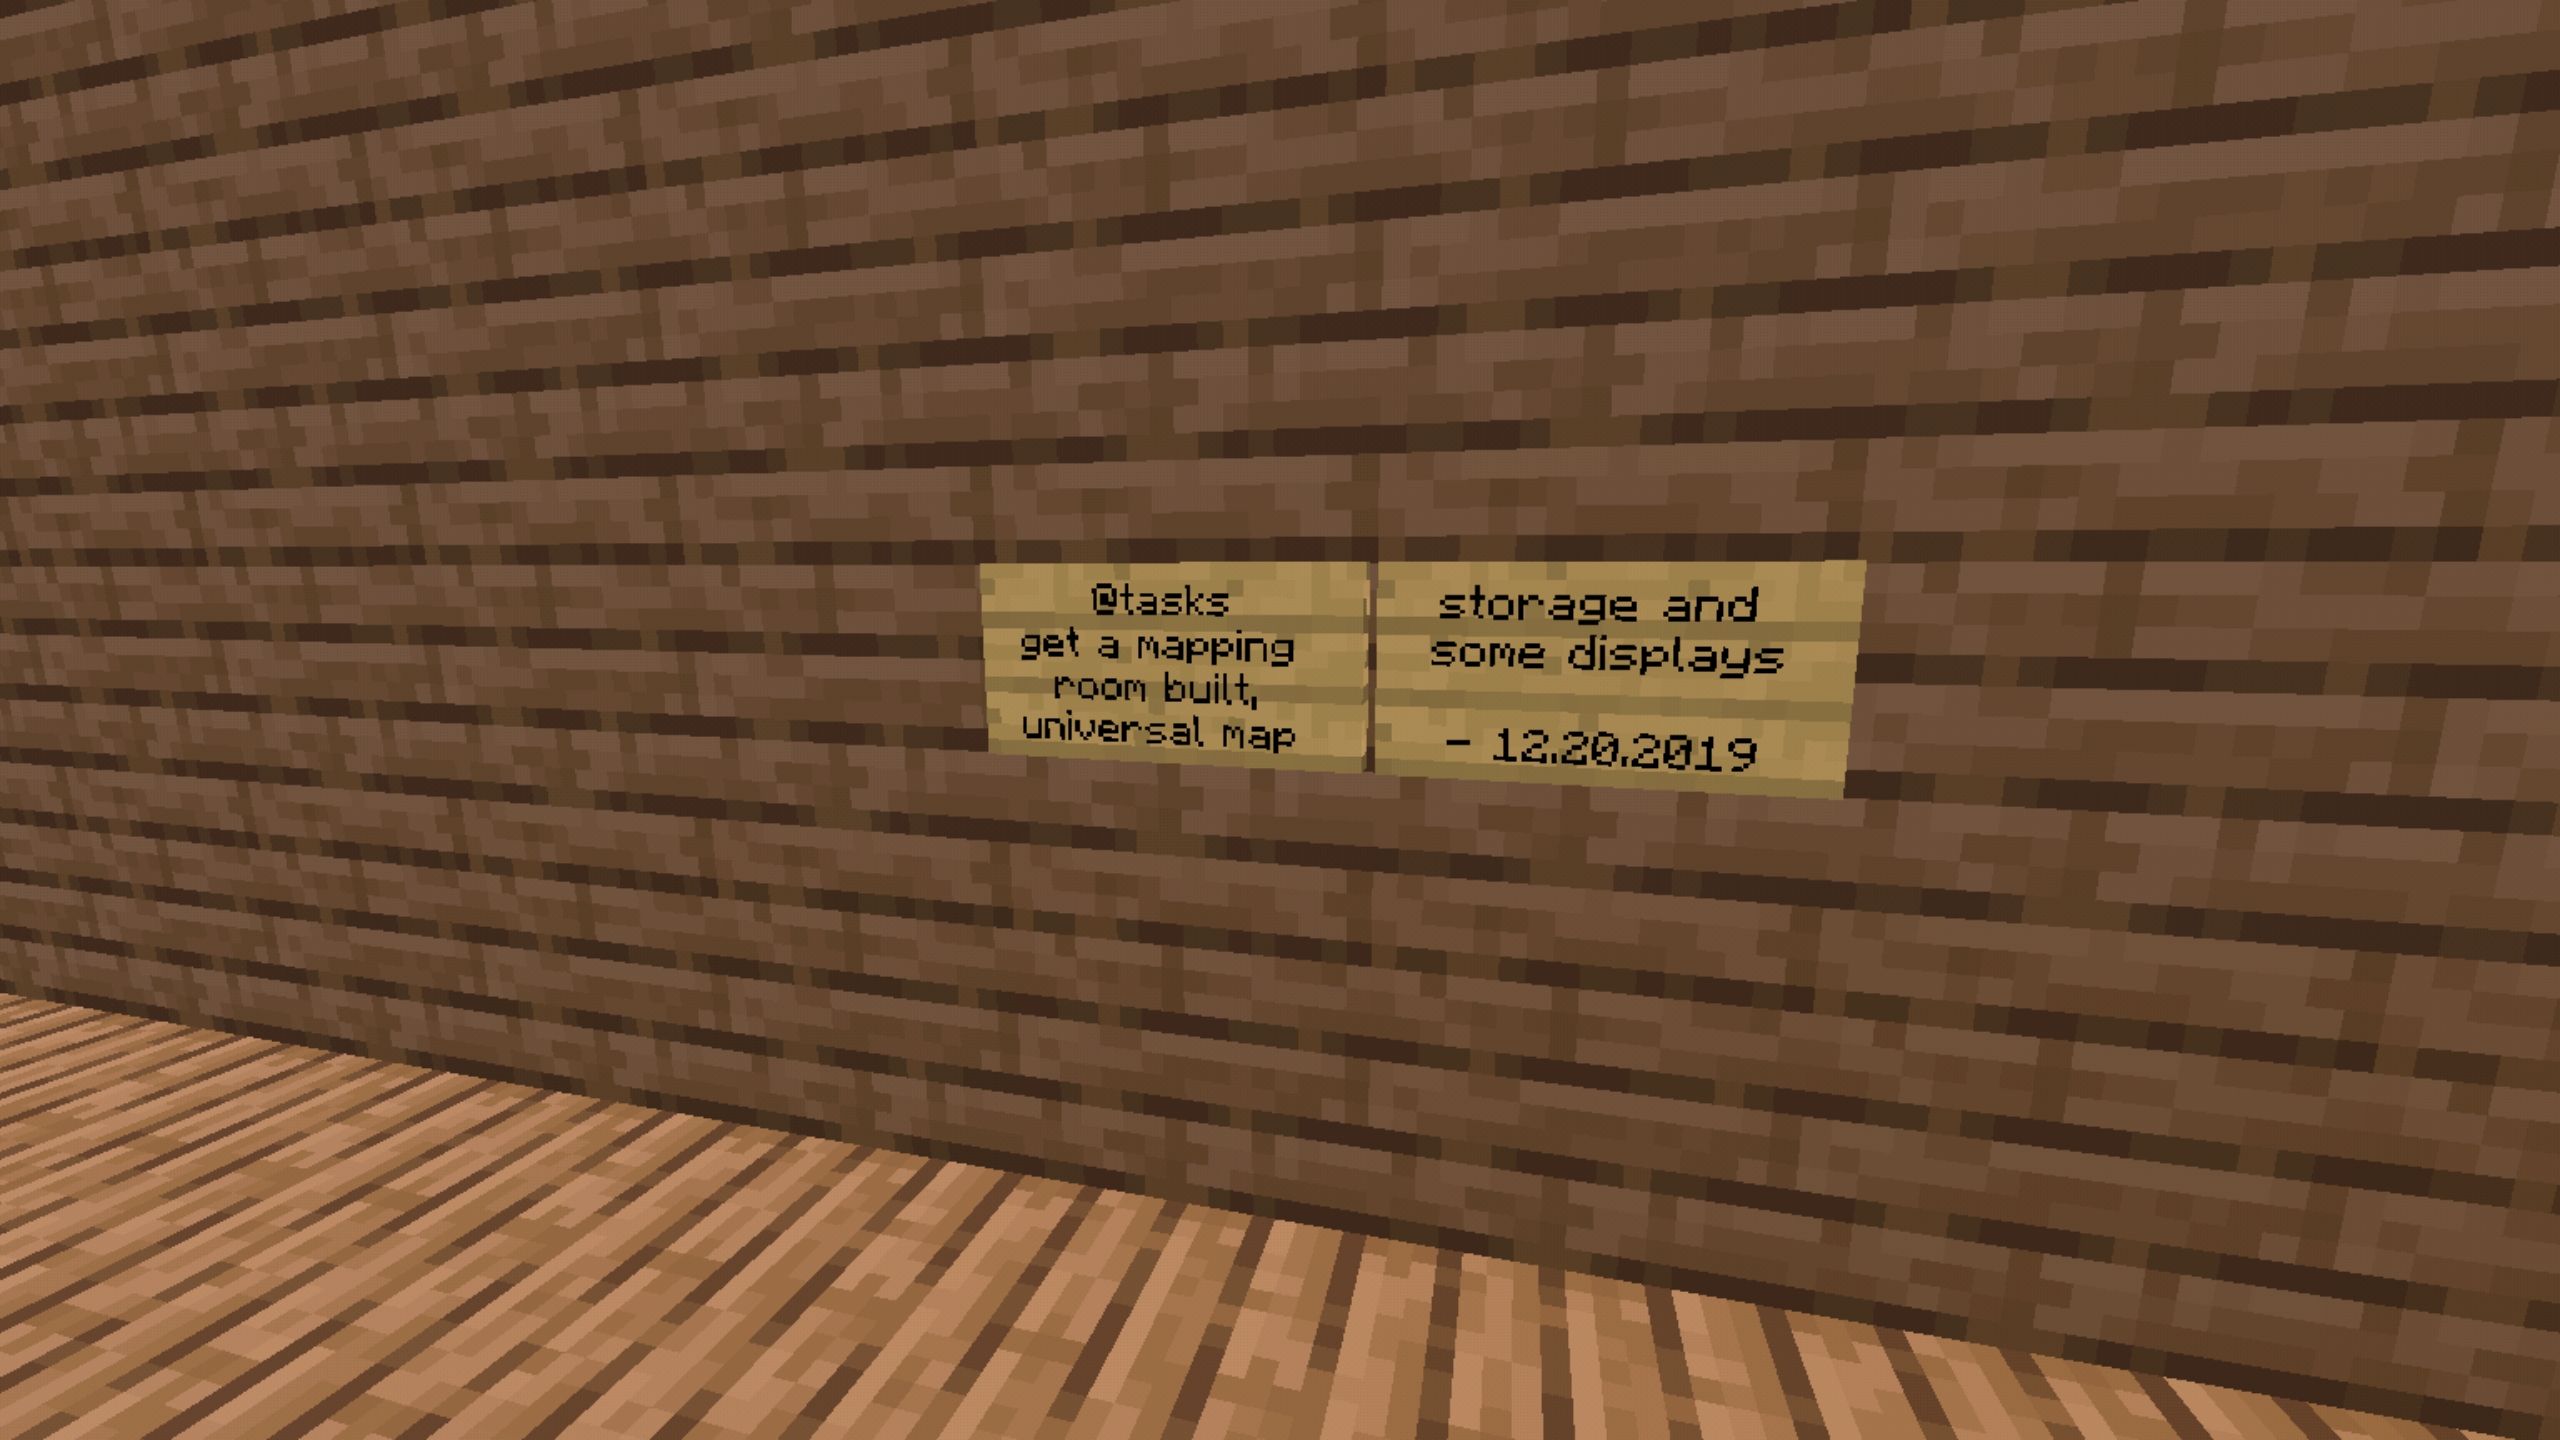 @tasks
get a mapping
room built,
universal map
storage and
some displays
- 12.20.2019